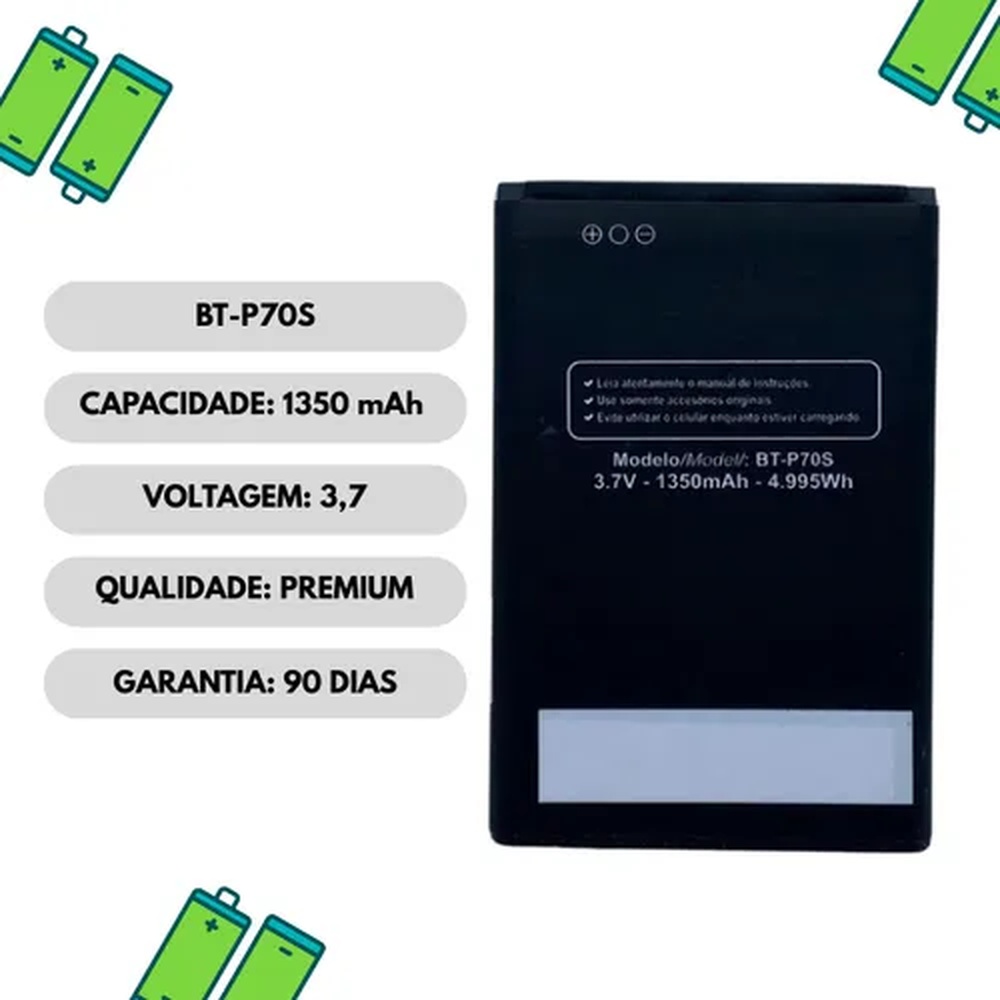 BT-P70S
CAPACIDADE: 1350 mAh
VOLTAGEM: 3,7
QUALIDADE: PREMIUM
GARANTIA: 90 DIAS
Leia atentamente o manual de instruções.
Use somente accesórios originais
Evite utilizar o celular enquanto estiver carregando
Modelo/Model/: BT-P70S
3.7V - 1350mAh - 4.995Wh